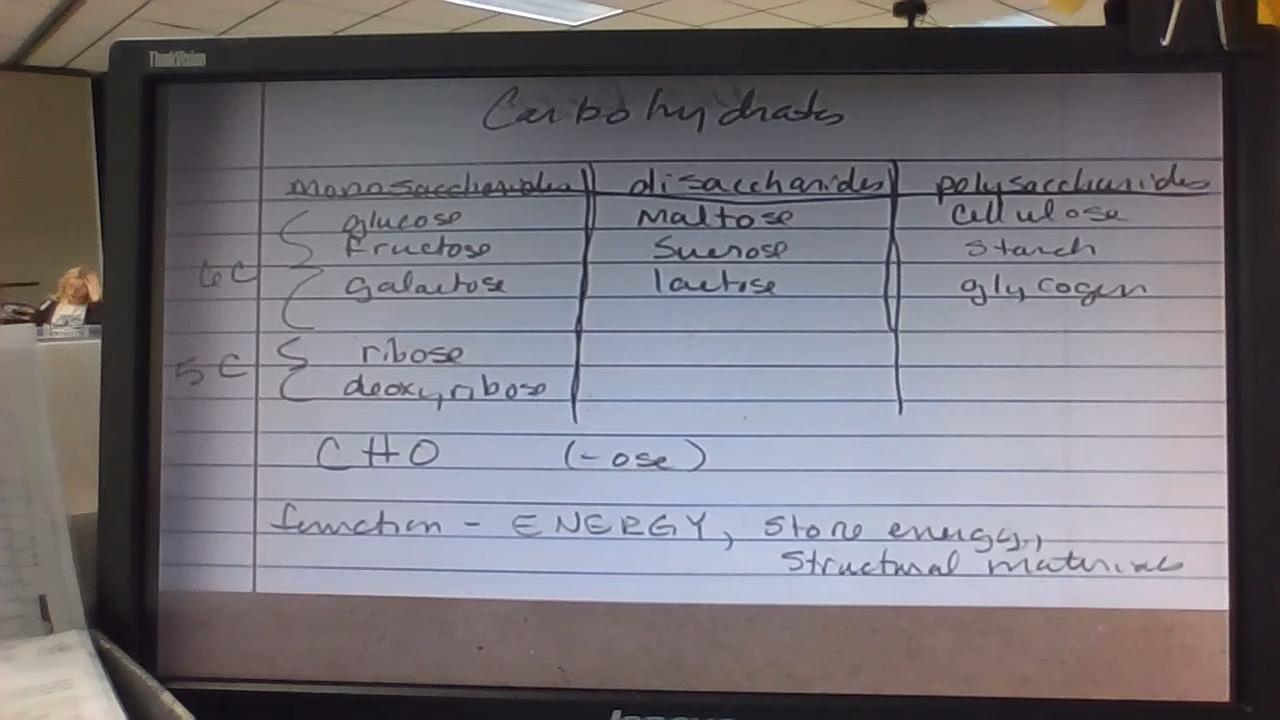 ThinkVision
Carbohydrates
monosaccharides disaccharides polysaccharides
glucose Maltose Cellulose
fructose Sucrose starch
6C galactose lactose glycogen
5C ribose
deoxyribose
CHO (-ose)
function - ENERGY, store energy,
structural materials
lenovo